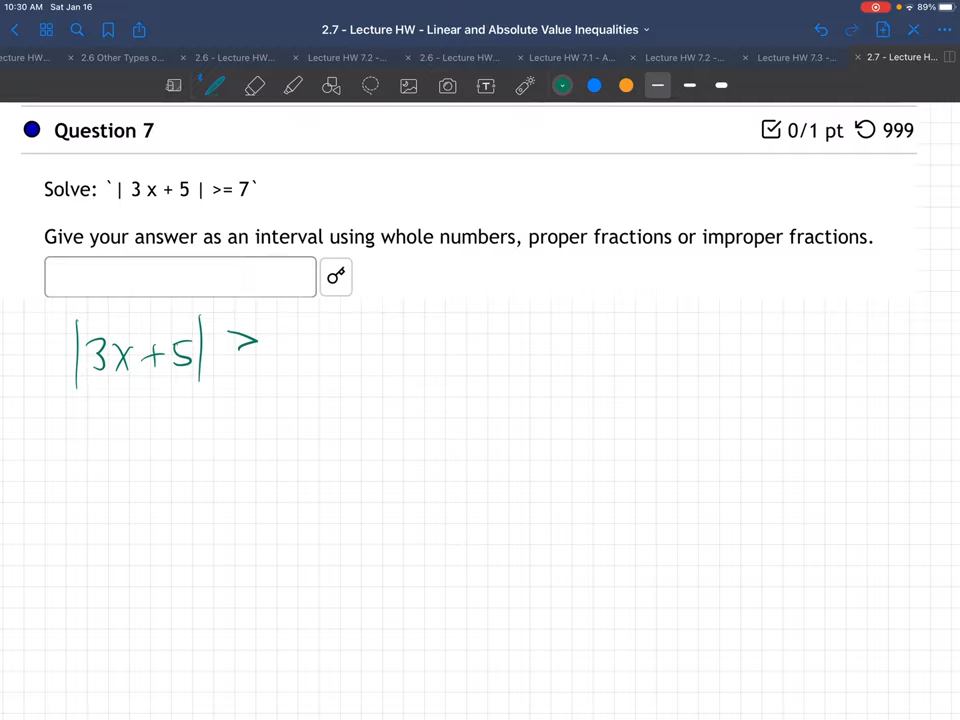 10:30 AM Sat Jan 16
89%
2.7 - Lecture HW - Linear and Absolute Value Inequalities
ecture HW... × 2.6 Other Types o... × 2.6 - Lecture HW... × Lecture HW 7.2 -... × 2.6 - Lecture HW... × Lecture HW 7.1 - A... × Lecture HW 7.2 -... × Lecture HW 7.3 -... × 2.7 - Lecture H...
Question 7
0/1 pt 999
Solve: `| 3 x + 5 | >= 7`
Give your answer as an interval using whole numbers, proper fractions or improper fractions.
|3x+5| >